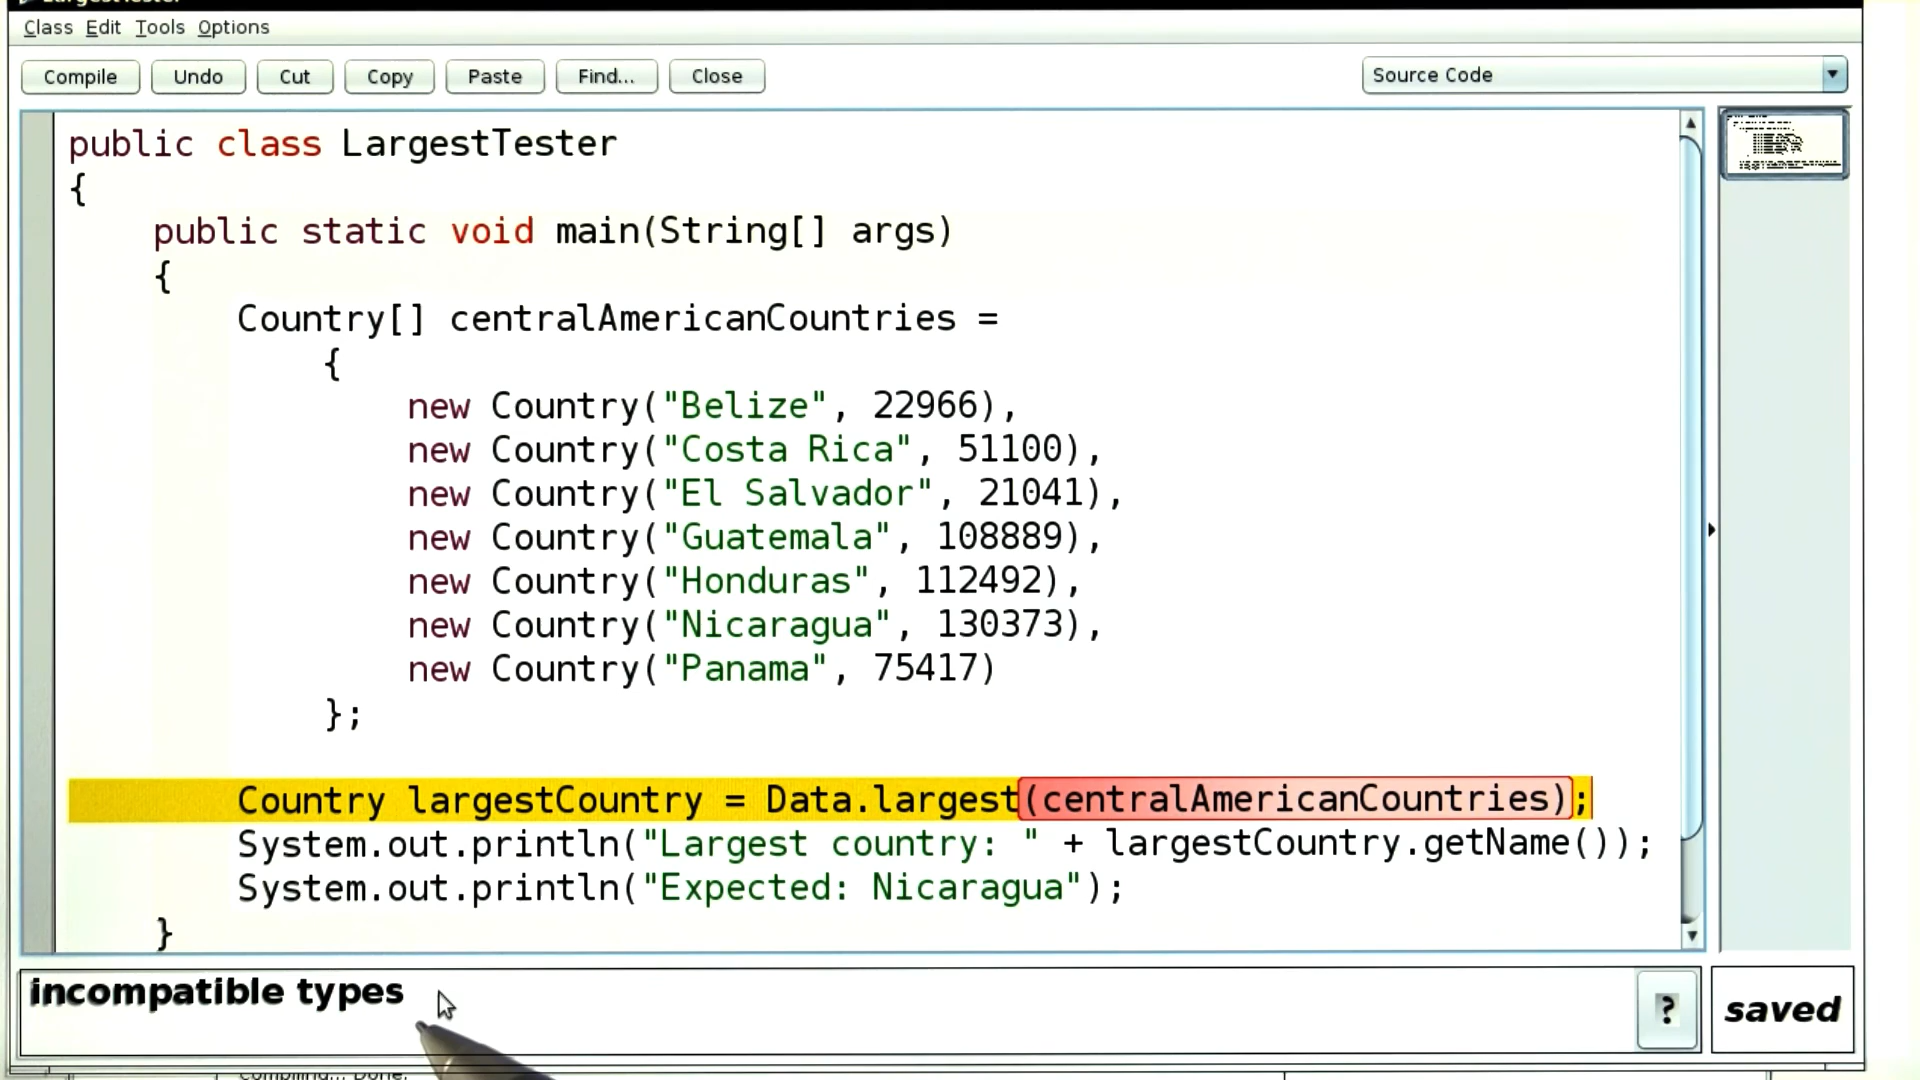 LargestTester
Class Edit Tools Options
Compile Undo Cut Copy Paste Find... Close Source Code
public class LargestTester
{
public static void main(String[] args)
{
Country[] centralAmericanCountries =
{
new Country("Belize", 22966),
new Country("Costa Rica", 51100),
new Country("El Salvador", 21041),
new Country("Guatemala", 108889),
new Country("Honduras", 112492),
new Country("Nicaragua", 130373),
new Country("Panama", 75417)
};
Country largestCountry = Data.largest(centralAmericanCountries);
System.out.println("Largest country: " + largestCountry.getName());
System.out.println("Expected: Nicaragua");
}
incompatible types
? saved
Compiling... Done.